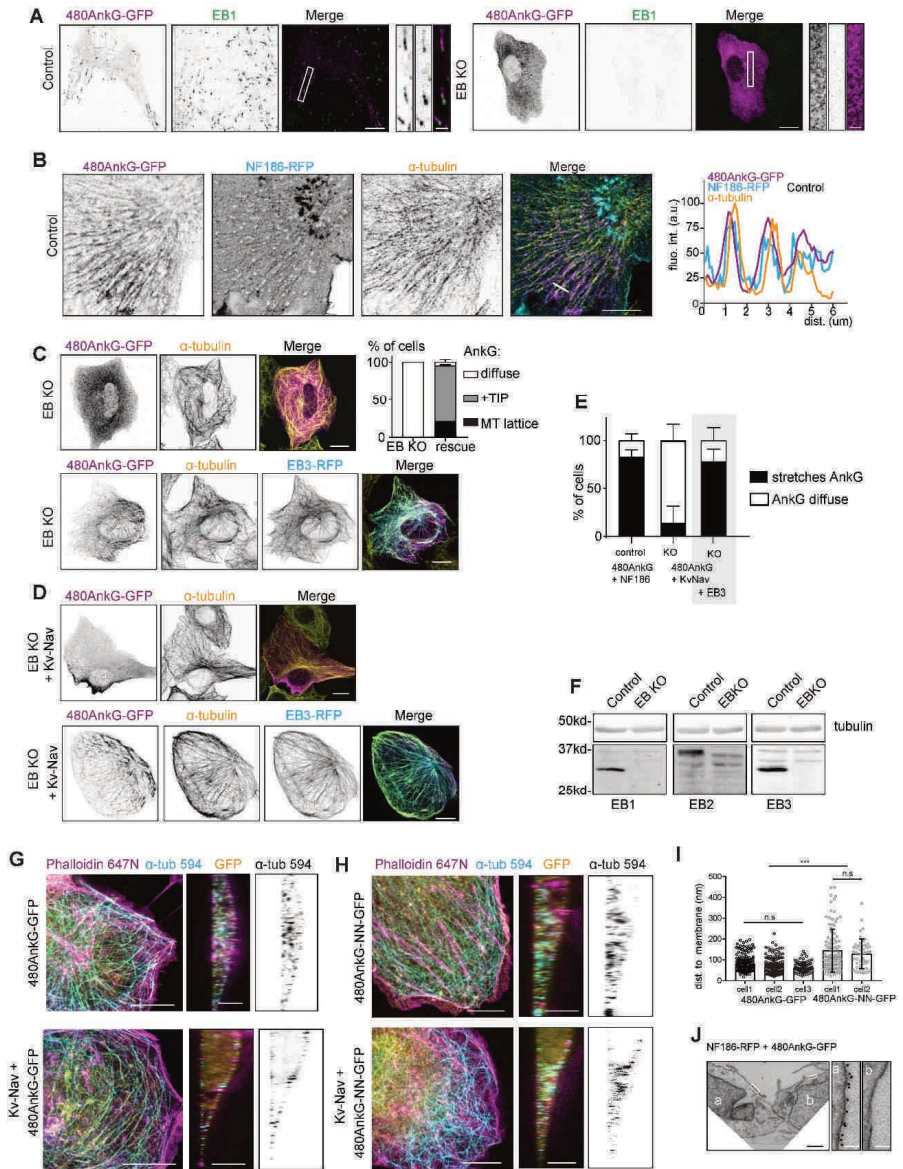 A
480AnkG-GFP EB1 Merge
Control
480AnkG-GFP EB1 Merge
EB KO
B
480AnkG-GFP NF186-RFP α-tubulin Merge
Control
480AnkG-GFP
NF186-RFP Control
α-tubulin
fluo. int. (a.u.)
100
75
50
25
0
0 1 2 3 4 5 6
dist. (um)
C
480AnkG-GFP α-tubulin Merge
EB KO
% of cells
AnkG:
100
50
0
diffuse
+TIP
MT lattice
EB KO rescue
480AnkG-GFP α-tubulin EB3-RFP Merge
EB KO
D
480AnkG-GFP α-tubulin Merge
EB KO
+ Kv-Nav
480AnkG-GFP α-tubulin EB3-RFP Merge
EB KO
+ Kv-Nav
E
% of cells
100
50
0
stretches AnkG
AnkG diffuse
control KO KO
480AnkG 480AnkG
+ NF186 + KvNav
+ EB3
F
Control EB KO Control EBKO Control EBKO
50kd-
tubulin
37kd-
25kd-
EB1 EB2 EB3
G
Phalloidin 647N α-tub 594 GFP α-tub 594
480AnkG-GFP
Kv-Nav +
480AnkG-GFP
H
Phalloidin 647N α-tub 594 GFP α-tub 594
480AnkG-NN-GFP
Kv-Nav +
480AnkG-NN-GFP
I
dist. to membrane (nm)
500
400
300
200
100
0
***
n.s
n.s
cell1 cell2 cell3 cell1 cell2
480AnkG-GFP 480AnkG-NN-GFP
J
NF186-RFP + 480AnkG-GFP
a b a b